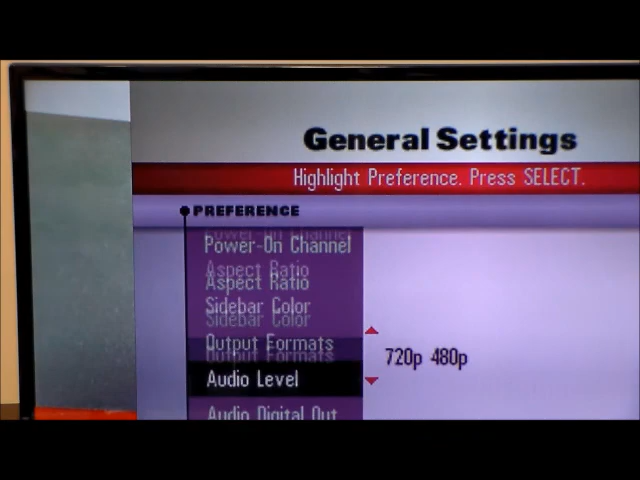 General Settings
Highlight Preference. Press SELECT.
PREFERENCE
Power-On Channel
Aspect Ratio
Sidebar Color
Output Formats
720p 480p
Audio Level
Audio Digital Out